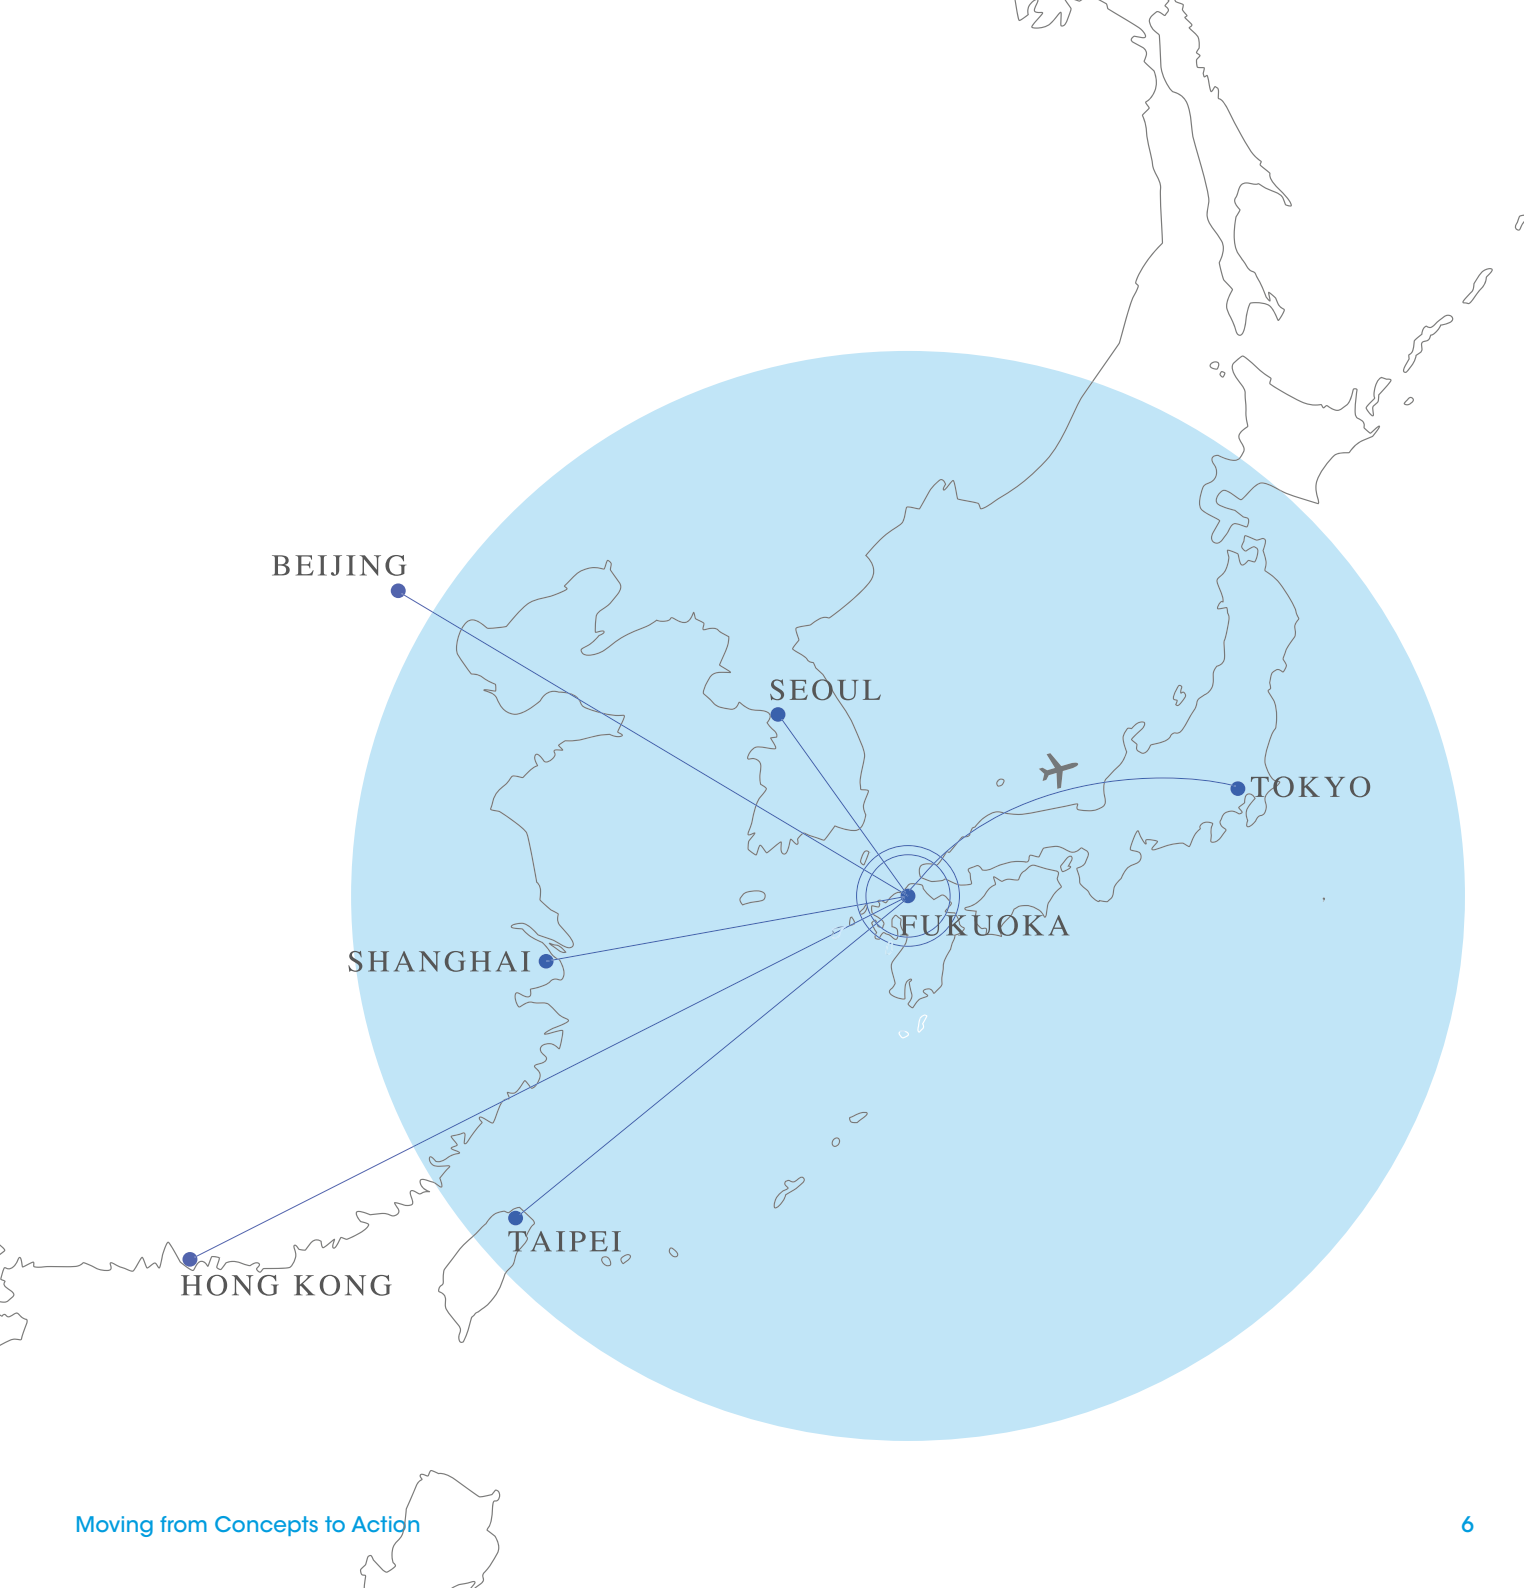 BEIJING
SEOUL
TOKYO
FUKUOKA
SHANGHAI
TAIPEI
HONG KONG
Moving from Concepts to Action
6